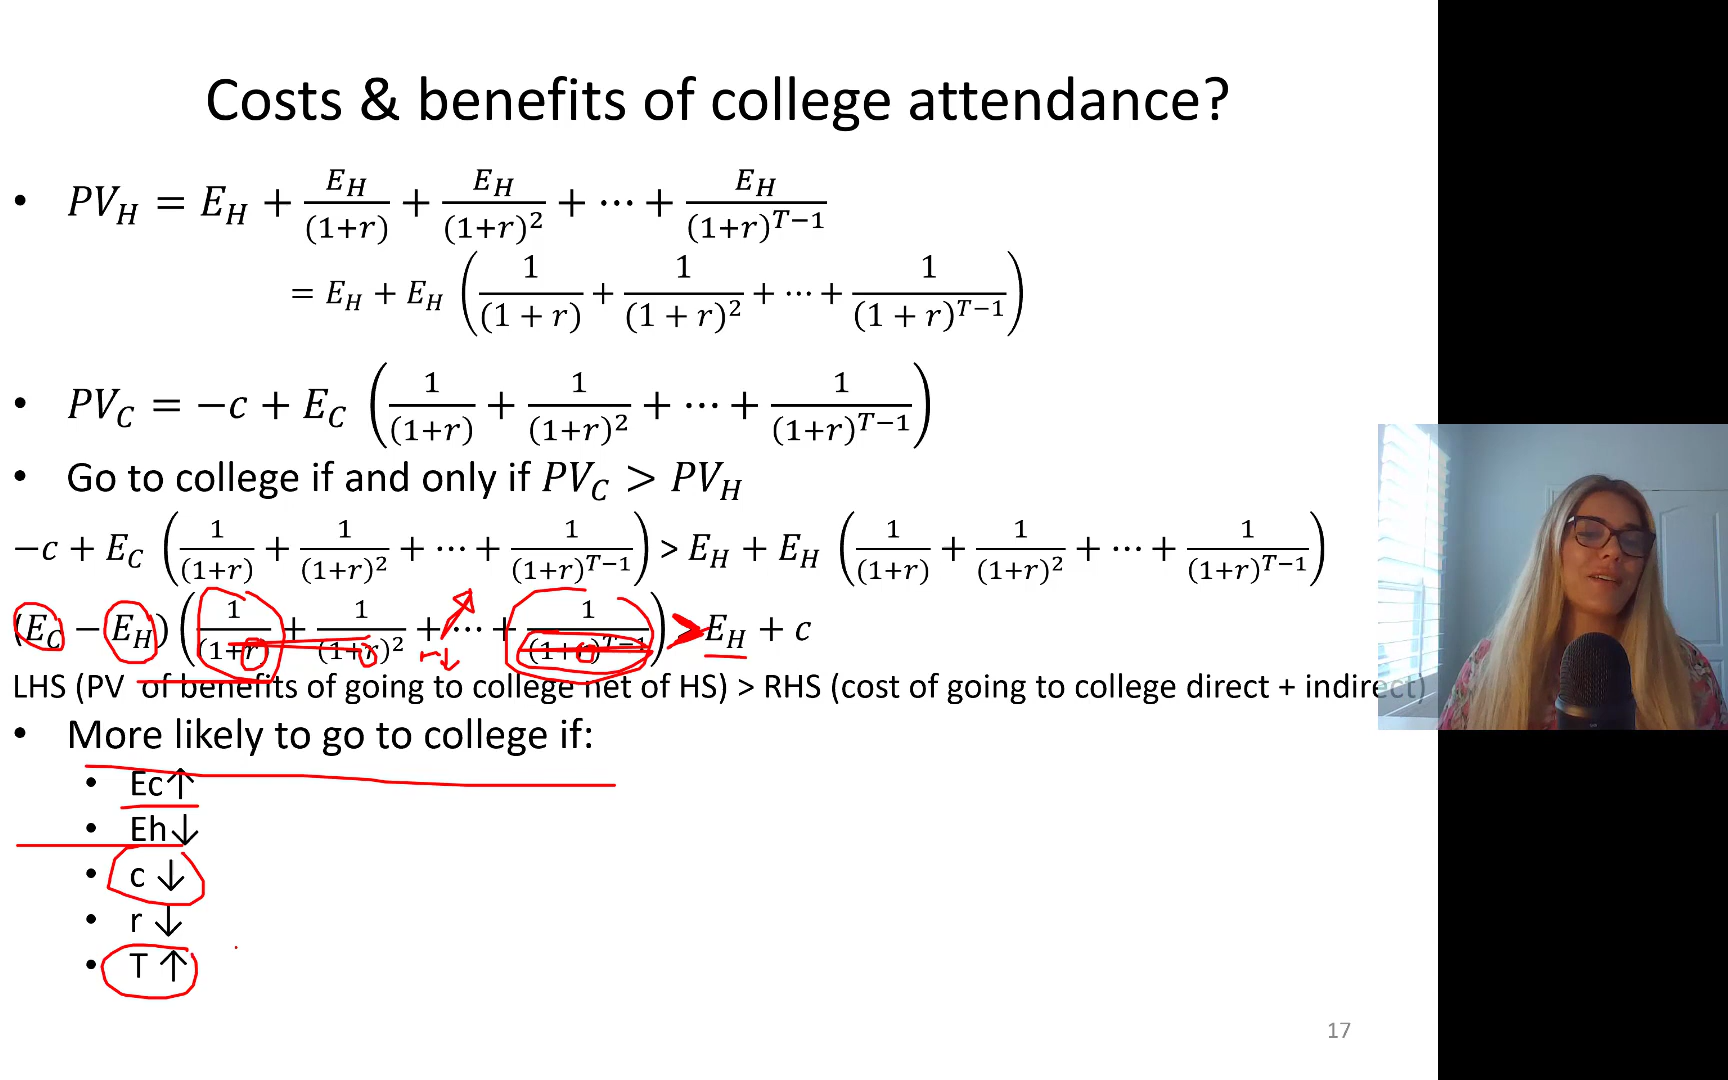 Costs & benefits of college attendance?
• PV_H = E_H + E_H/(1+r) + E_H/(1+r)^2 + ⋯ + E_H/(1+r)^{T−1}
= E_H + E_H (1/(1 + r) + 1/(1 + r)^2 + ⋯ + 1/(1 + r)^{T−1})
• PV_C = −c + E_C (1/(1+r) + 1/(1+r)^2 + ⋯ + 1/(1+r)^{T−1})
• Go to college if and only if PV_C > PV_H
−c + E_C (1/(1+r) + 1/(1+r)^2 + ⋯ + 1/(1+r)^{T−1}) > E_H + E_H (1/(1+r) + 1/(1+r)^2 + ⋯ + 1/(1+r)^{T−1})
(E_C − E_H) (1/(1+r) + 1/(1+r)^2 + ⋯ + 1/(1+r)^{T−1}) > E_H + c
r↓
LHS (PV of benefits of going to college net of HS) > RHS (cost of going to college direct + indirect)
• More likely to go to college if:
• Ec↑
• Eh↓
• c ↓
• r ↓
• T ↑
17